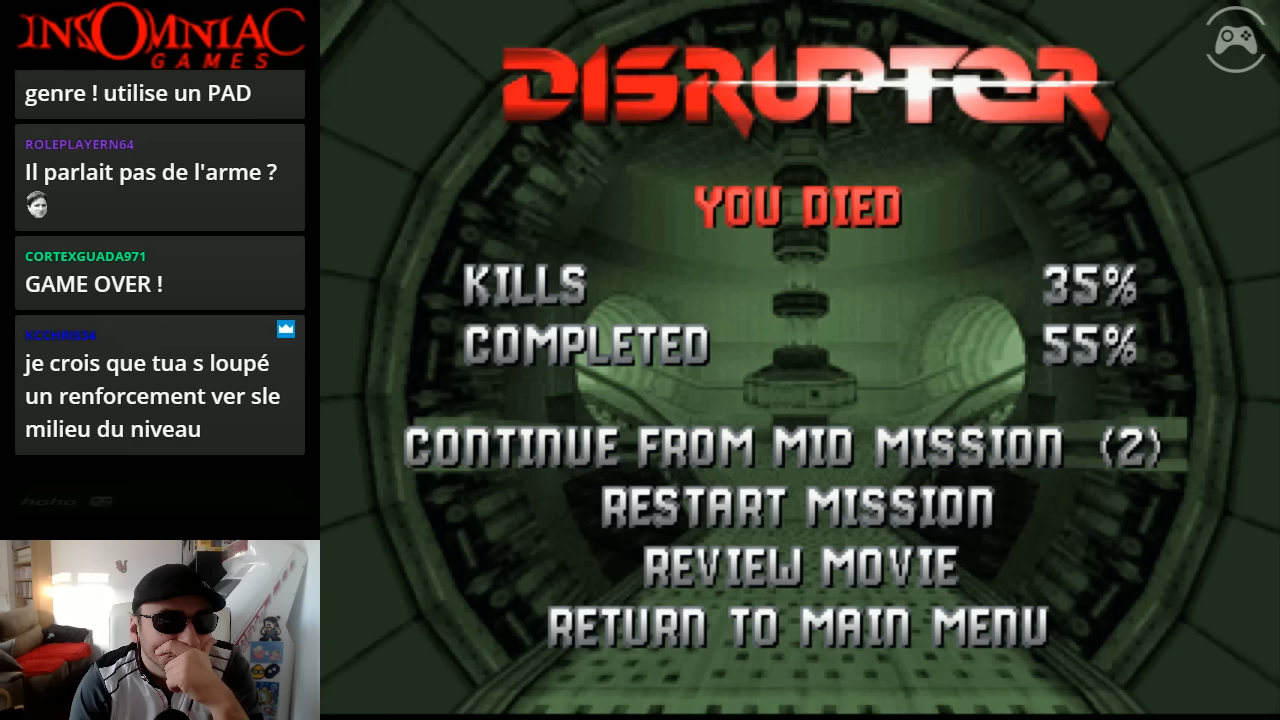 INSOMNIAC
GAMES
genre ! utilise un PAD
ROLEPLAYERN64
Il parlait pas de l'arme ?
CORTEXGUADA971
GAME OVER !
je crois que tua s loupé
un renforcement ver sle
milieu du niveau
hoho
DISRUPTOR
YOU DIED
KILLS 35%
COMPLETED 55%
CONTINUE FROM MID MISSION (2)
RESTART MISSION
REVIEW MOVIE
RETURN TO MAIN MENU